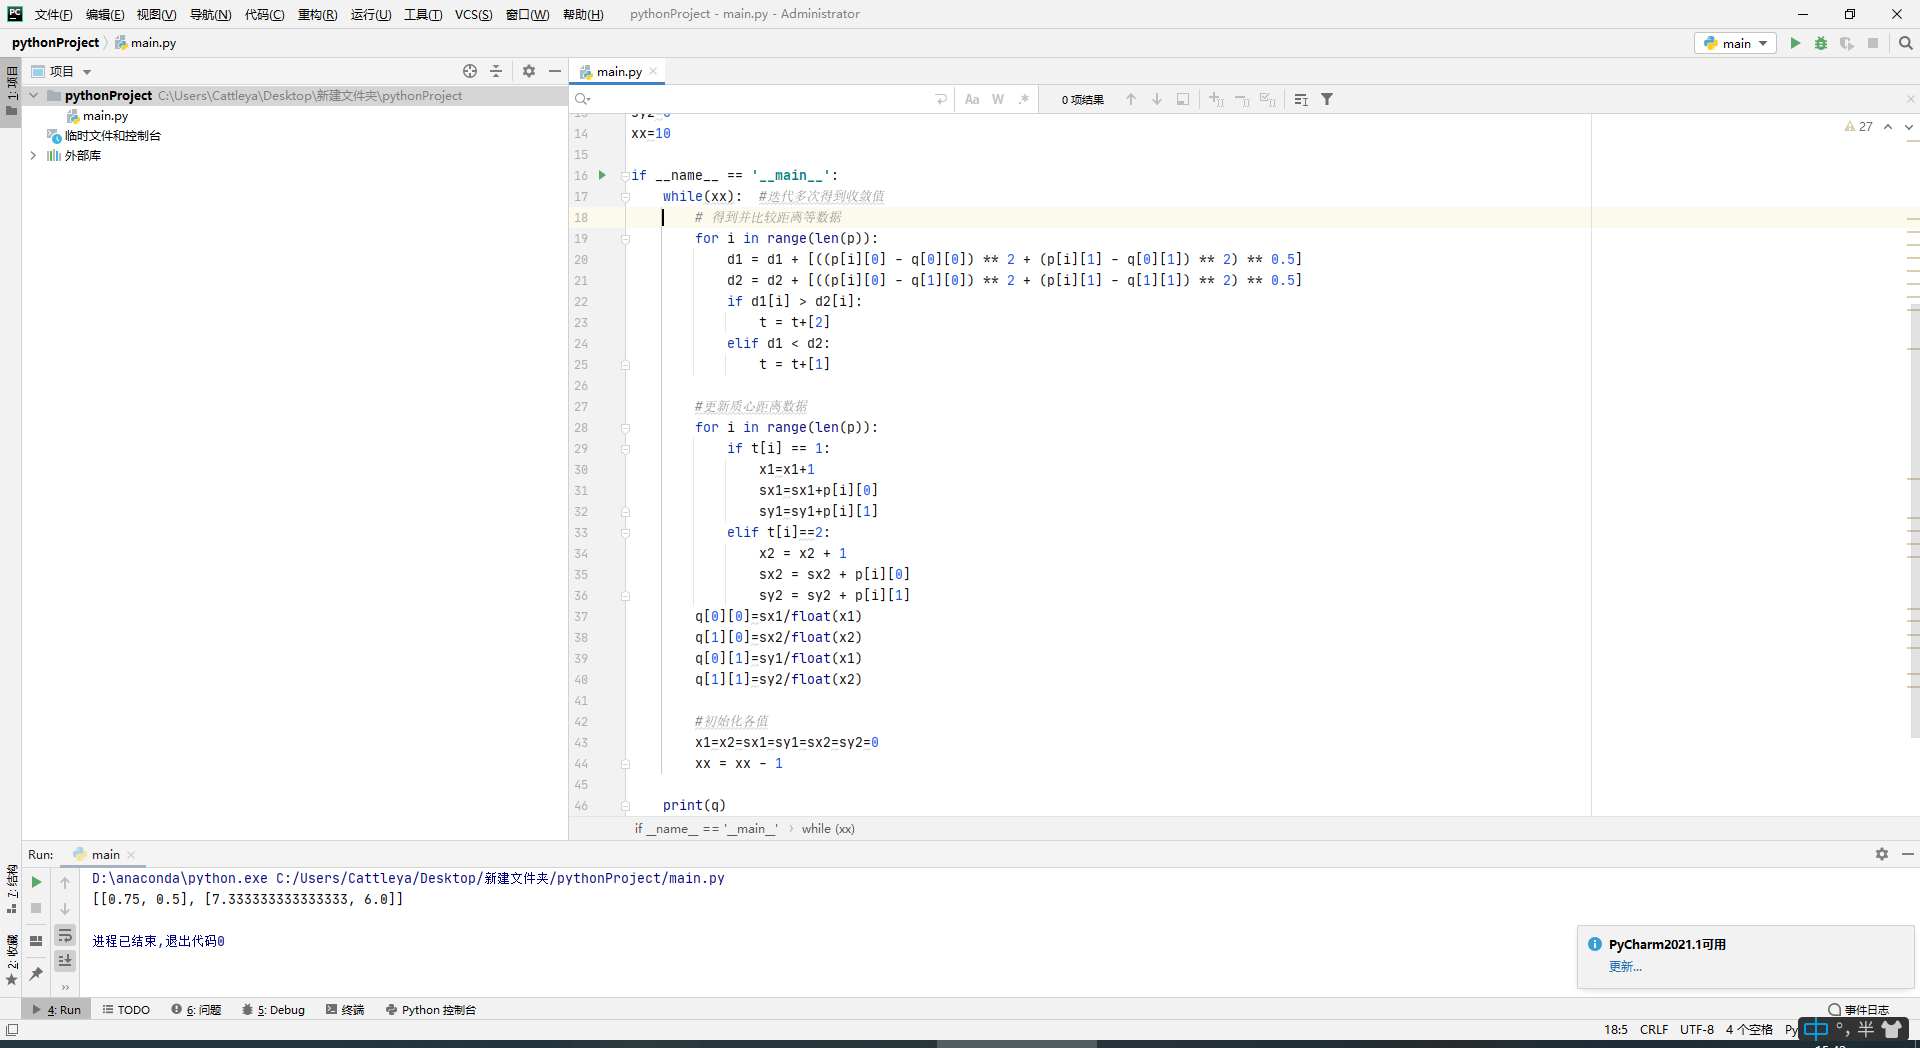 PC 文件(F) 编辑(E) 视图(V) 导航(N) 代码(C) 重构(R) 运行(U) 工具(T) VCS(S) 窗口(W) 帮助(H) pythonProject - main.py - Administrator
pythonProject main.py main
1: 项目
项目
main.py
pythonProject C:\Users\Cattleya\Desktop\新建文件夹\pythonProject
main.py
临时文件和控制台
外部库
Aa W .* 0 项结果
27
13 sy2=0
14 xx=10
15
16 if __name__ == '__main__':
17 while(xx): #迭代多次得到收敛值
18 # 得到并比较距离等数据
19 for i in range(len(p)):
20 d1 = d1 + [((p[i][0] - q[0][0]) ** 2 + (p[i][1] - q[0][1]) ** 2) ** 0.5]
21 d2 = d2 + [((p[i][0] - q[1][0]) ** 2 + (p[i][1] - q[1][1]) ** 2) ** 0.5]
22 if d1[i] > d2[i]:
23 t = t+[2]
24 elif d1 < d2:
25 t = t+[1]
26
27 #更新质心距离数据
28 for i in range(len(p)):
29 if t[i] == 1:
30 x1=x1+1
31 sx1=sx1+p[i][0]
32 sy1=sy1+p[i][1]
33 elif t[i]==2:
34 x2 = x2 + 1
35 sx2 = sx2 + p[i][0]
36 sy2 = sy2 + p[i][1]
37 q[0][0]=sx1/float(x1)
38 q[1][0]=sx2/float(x2)
39 q[0][1]=sy1/float(x1)
40 q[1][1]=sy2/float(x2)
41
42 #初始化各值
43 x1=x2=sx1=sy1=sx2=sy2=0
44 xx = xx - 1
45
46 print(q)
if __name__ == '__main__' › while (xx)
Run: main
D:\anaconda\python.exe C:/Users/Cattleya/Desktop/新建文件夹/pythonProject/main.py
[[0.75, 0.5], [7.333333333333333, 6.0]]
进程已结束,退出代码0
7: 结构
2: 收藏
PyCharm2021.1可用
更新...
4: Run TODO 6: 问题 5: Debug 终端 Python 控制台 事件日志
18:5 CRLF UTF-8 4 个空格 Py 中 °, 半